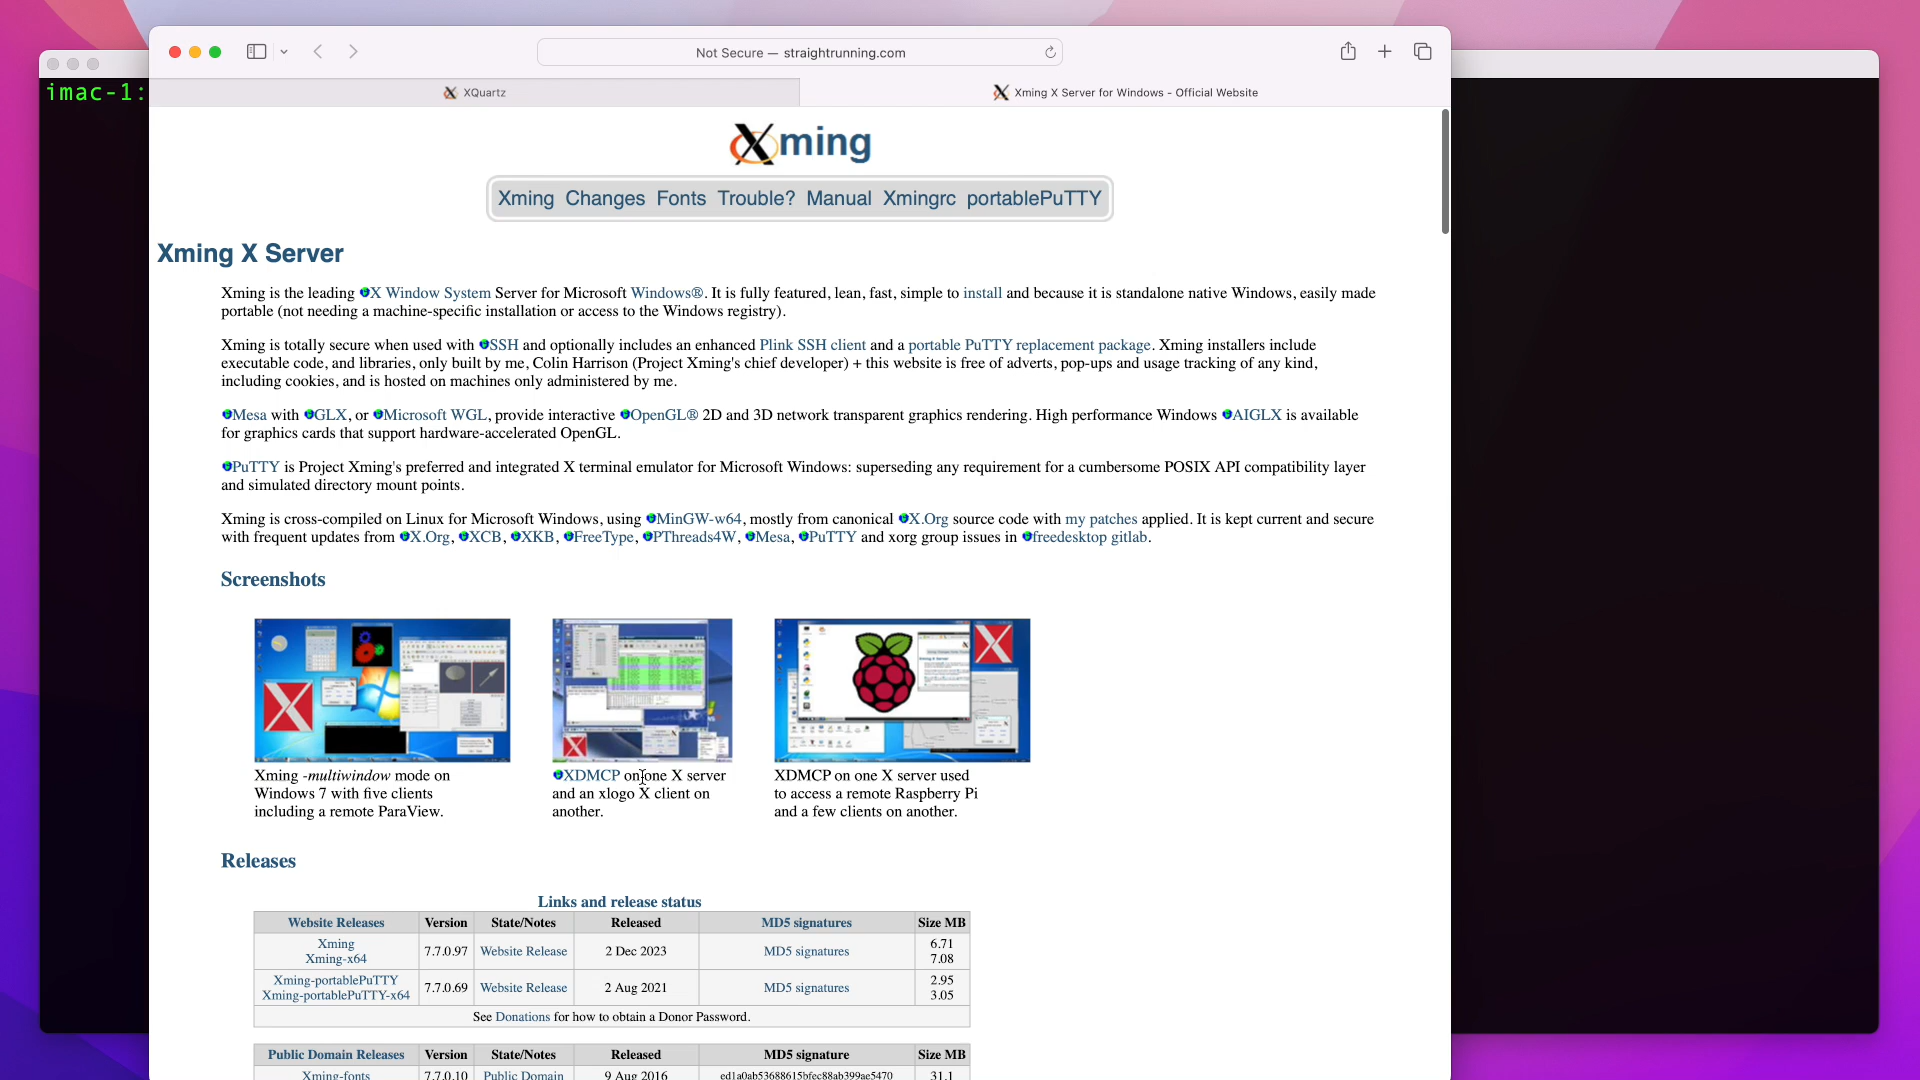 Not Secure — straightrunning.com
imac-1:
XQuartz
Xming X Server for Windows - Official Website
Xming
Xming Changes Fonts Trouble? Manual Xmingrc portablePuTTY
Xming X Server
Xming is the leading X Window System Server for Microsoft Windows®. It is fully featured, lean, fast, simple to install and because it is standalone native Windows, easily made
portable (not needing a machine-specific installation or access to the Windows registry).
Xming is totally secure when used with SSH and optionally includes an enhanced Plink SSH client and a portable PuTTY replacement package. Xming installers include
executable code, and libraries, only built by me, Colin Harrison (Project Xming's chief developer) + this website is free of adverts, pop-ups and usage tracking of any kind,
including cookies, and is hosted on machines only administered by me.
Mesa with GLX, or Microsoft WGL, provide interactive OpenGL® 2D and 3D network transparent graphics rendering. High performance Windows AIGLX is available
for graphics cards that support hardware-accelerated OpenGL.
PuTTY is Project Xming's preferred and integrated X terminal emulator for Microsoft Windows: superseding any requirement for a cumbersome POSIX API compatibility layer
and simulated directory mount points.
Xming is cross-compiled on Linux for Microsoft Windows, using MinGW-w64, mostly from canonical X.Org source code with my patches applied. It is kept current and secure
with frequent updates from X.Org, XCB, XKB, FreeType, PThreads4W, Mesa, PuTTY and xorg group issues in freedesktop gitlab.
Screenshots
Xming -multiwindow mode on
Windows 7 with five clients
including a remote ParaView.
XDMCP on one X server
and an xlogo X client on
another.
XDMCP on one X server used
to access a remote Raspberry Pi
and a few clients on another.
Releases
Links and release status
Website Releases Version State/Notes Released MD5 signatures Size MB
Xming 6.71
7.7.0.97 Website Release 2 Dec 2023 MD5 signatures
Xming-x64 7.08
Xming-portablePuTTY 2.95
7.7.0.69 Website Release 2 Aug 2021 MD5 signatures
Xming-portablePuTTY-x64 3.05
See Donations for how to obtain a Donor Password.
Public Domain Releases Version State/Notes Released MD5 signature Size MB
Xming-fonts 7.7.0.10 Public Domain 9 Aug 2016 ed1a0ab53688615bfec88ab399ae5470 31.1